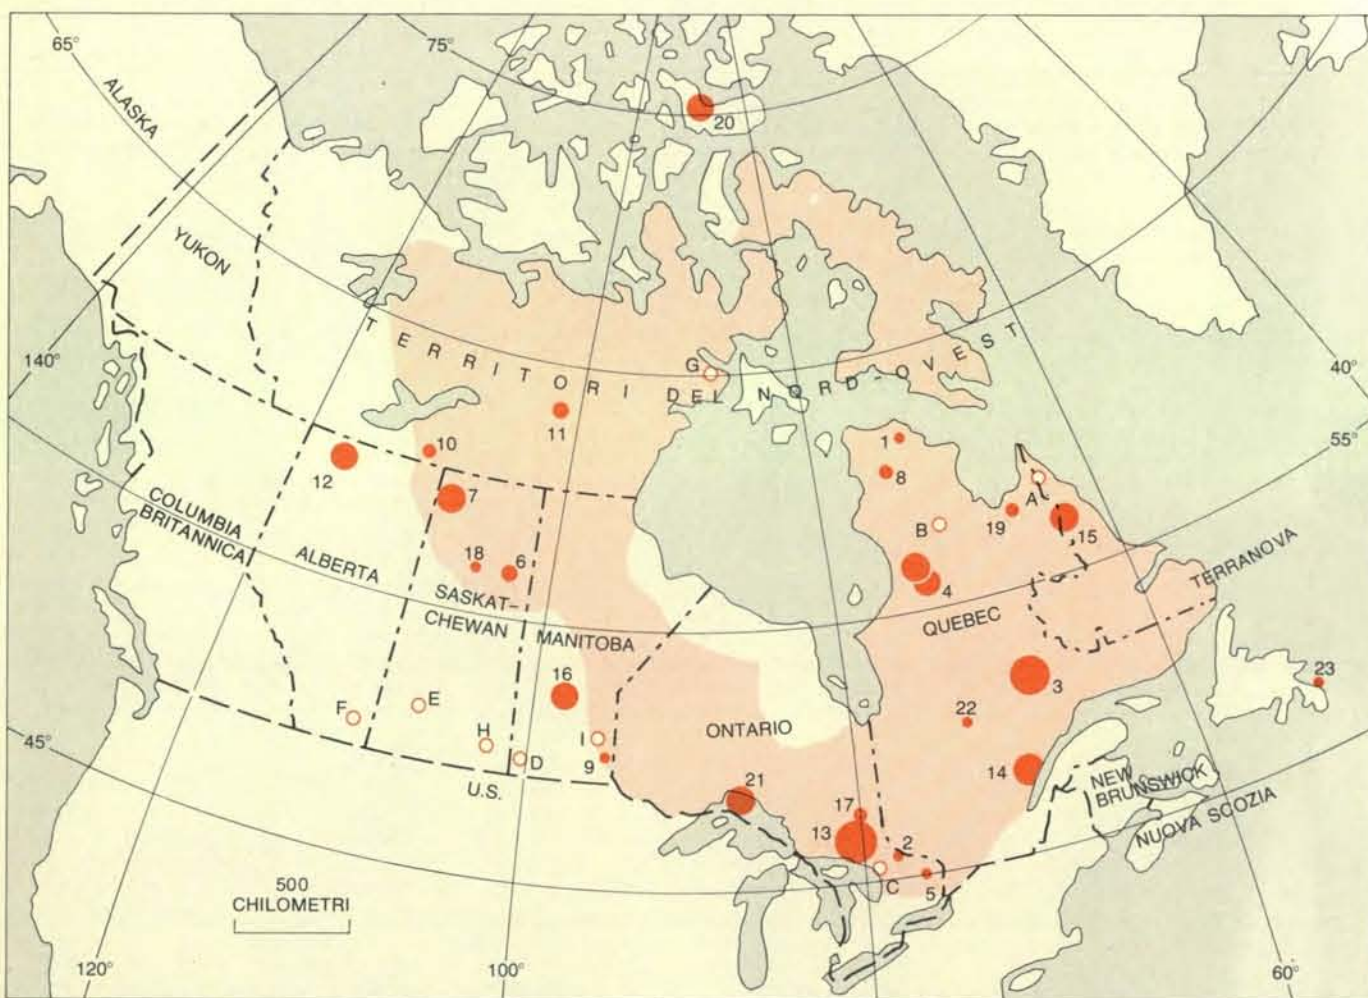 65°
75°
ALASKA
20
YUKON
140°
TERRITORI DEL NORD-OVEST
G
40°
55°
11
10
12
7
1
8
A
19
15
B
COLUMBIA
BRITANNICA
ALBERTA
18
6
4
TERRANOVA
SASKAT-
CHEWAN
MANITOBA
QUEBEC
16
3
23
F
E
H
D
I
9
ONTARIO
22
45°
U.S.
21
14
NEW
BRUNSWICK
NUOVA SCOZIA
17
13
2
C
5
500
CHILOMETRI
120°
100°
60°